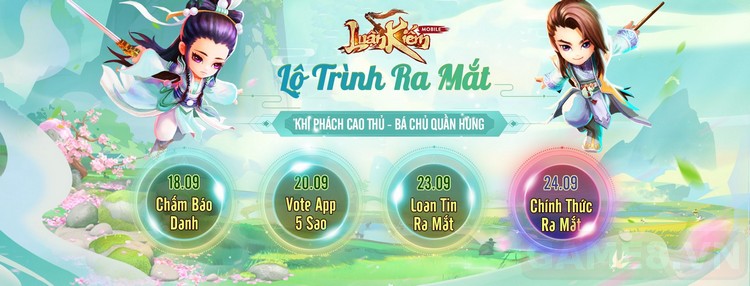 Luận Kiếm
MOBILE
Lộ Trình Ra Mắt
KHÍ PHÁCH CAO THỦ - BÁ CHỦ QUẦN HÙNG
18.09
Chấm Báo
Danh
20.09
Vote App
5 Sao
23.09
Loan Tin
Ra Mắt
24.09
Chính Thức
Ra Mắt
GAME8.VN